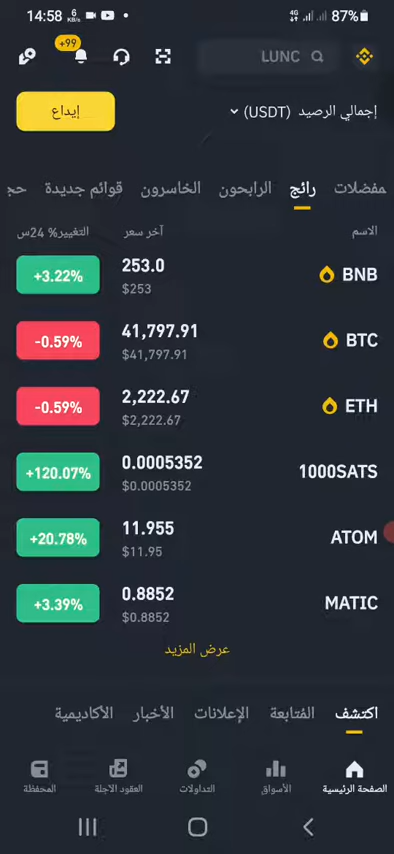 14:58 6 KB/s 4G 87%
+99 LUNC
إجمالي الرصيد (USDT)
إيداع
مفضلات رائج الرابحون الخاسرون قوائم جديدة حج
الاسم آخر سعر التغيير% 24س
BNB 253.0 +3.22%
$253
BTC 41,797.91 -0.59%
$41,797.91
ETH 2,222.67 -0.59%
$2,222.67
1000SATS 0.0005352 +120.07%
$0.0005352
ATOM 11.955 +20.78%
$11.95
MATIC 0.8852 +3.39%
$0.8852
عرض المزيد
اكتشف المُتابعة الإعلانات الأخبار الأكاديمية
الصفحة الرئيسية الأسواق التداولات العقود الآجلة المحفظة